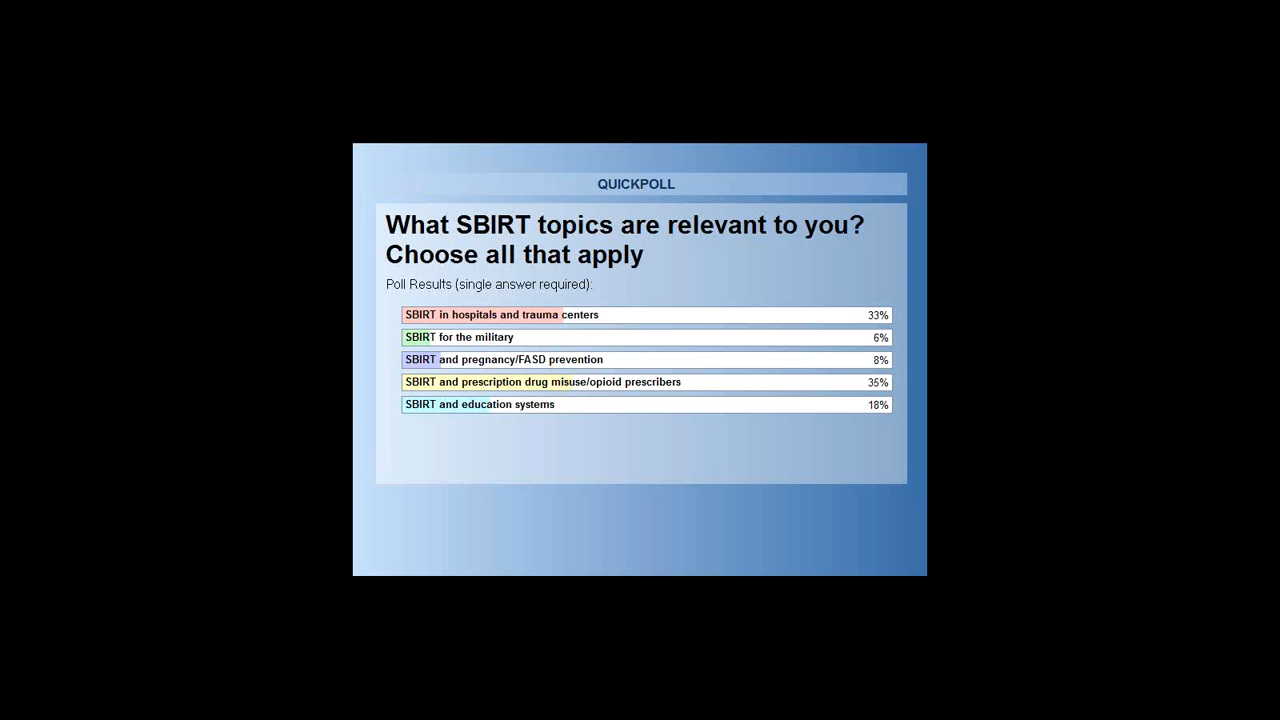 QUICKPOLL
What SBIRT topics are relevant to you?
Choose all that apply
Poll Results (single answer required):
SBIRT in hospitals and trauma centers 33%
SBIRT for the military 6%
SBIRT and pregnancy/FASD prevention 8%
SBIRT and prescription drug misuse/opioid prescribers 35%
SBIRT and education systems 18%